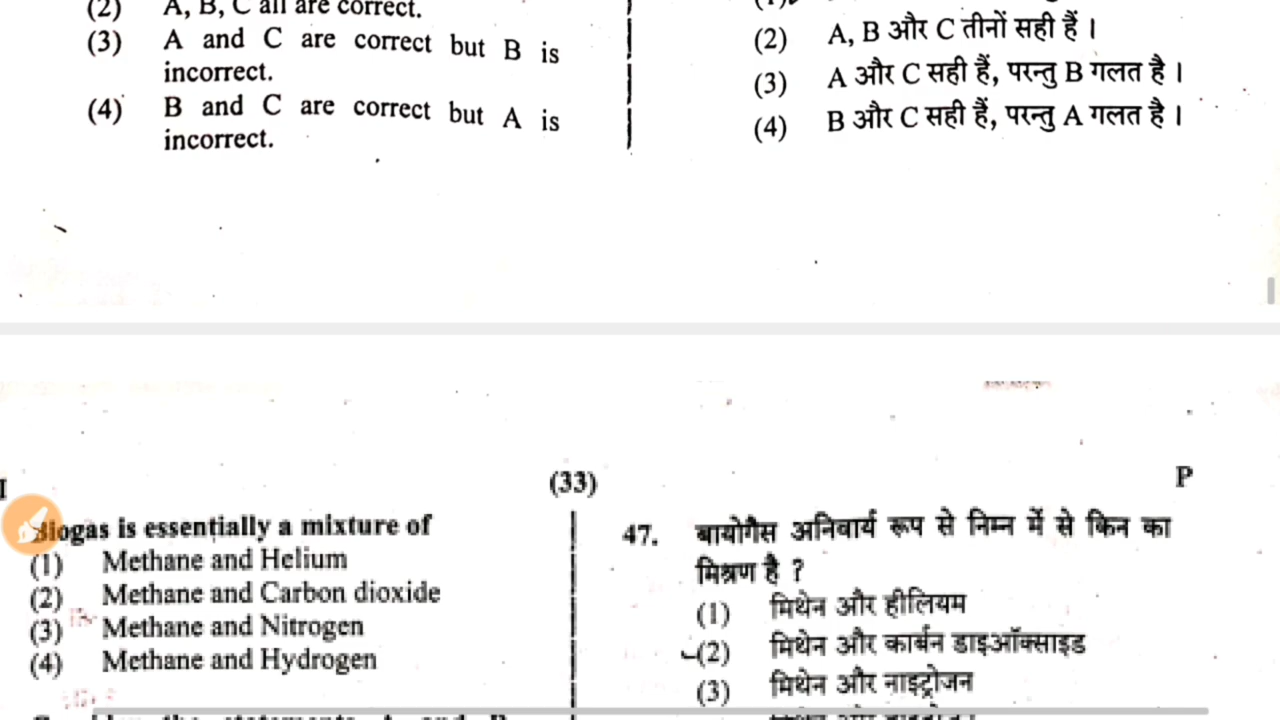 (2) A, B, C all are correct.
(3) A and C are correct but B is
incorrect.
(4) B and C are correct but A is
incorrect.
(2) A, B और C तीनों सही हैं ।
(3) A और C सही हैं, परन्तु B गलत है ।
(4) B और C सही हैं, परन्तु A गलत है ।
(33)
P
Biogas is essentially a mixture of
(1) Methane and Helium
(2) Methane and Carbon dioxide
(3) Methane and Nitrogen
(4) Methane and Hydrogen
47. बायोगैस अनिवार्य रूप से निम्न में से किन का
मिश्रण है ?
(1) मिथेन और हीलियम
(2) मिथेन और कार्बन डाइऑक्साइड
(3) मिथेन और नाइट्रोजन